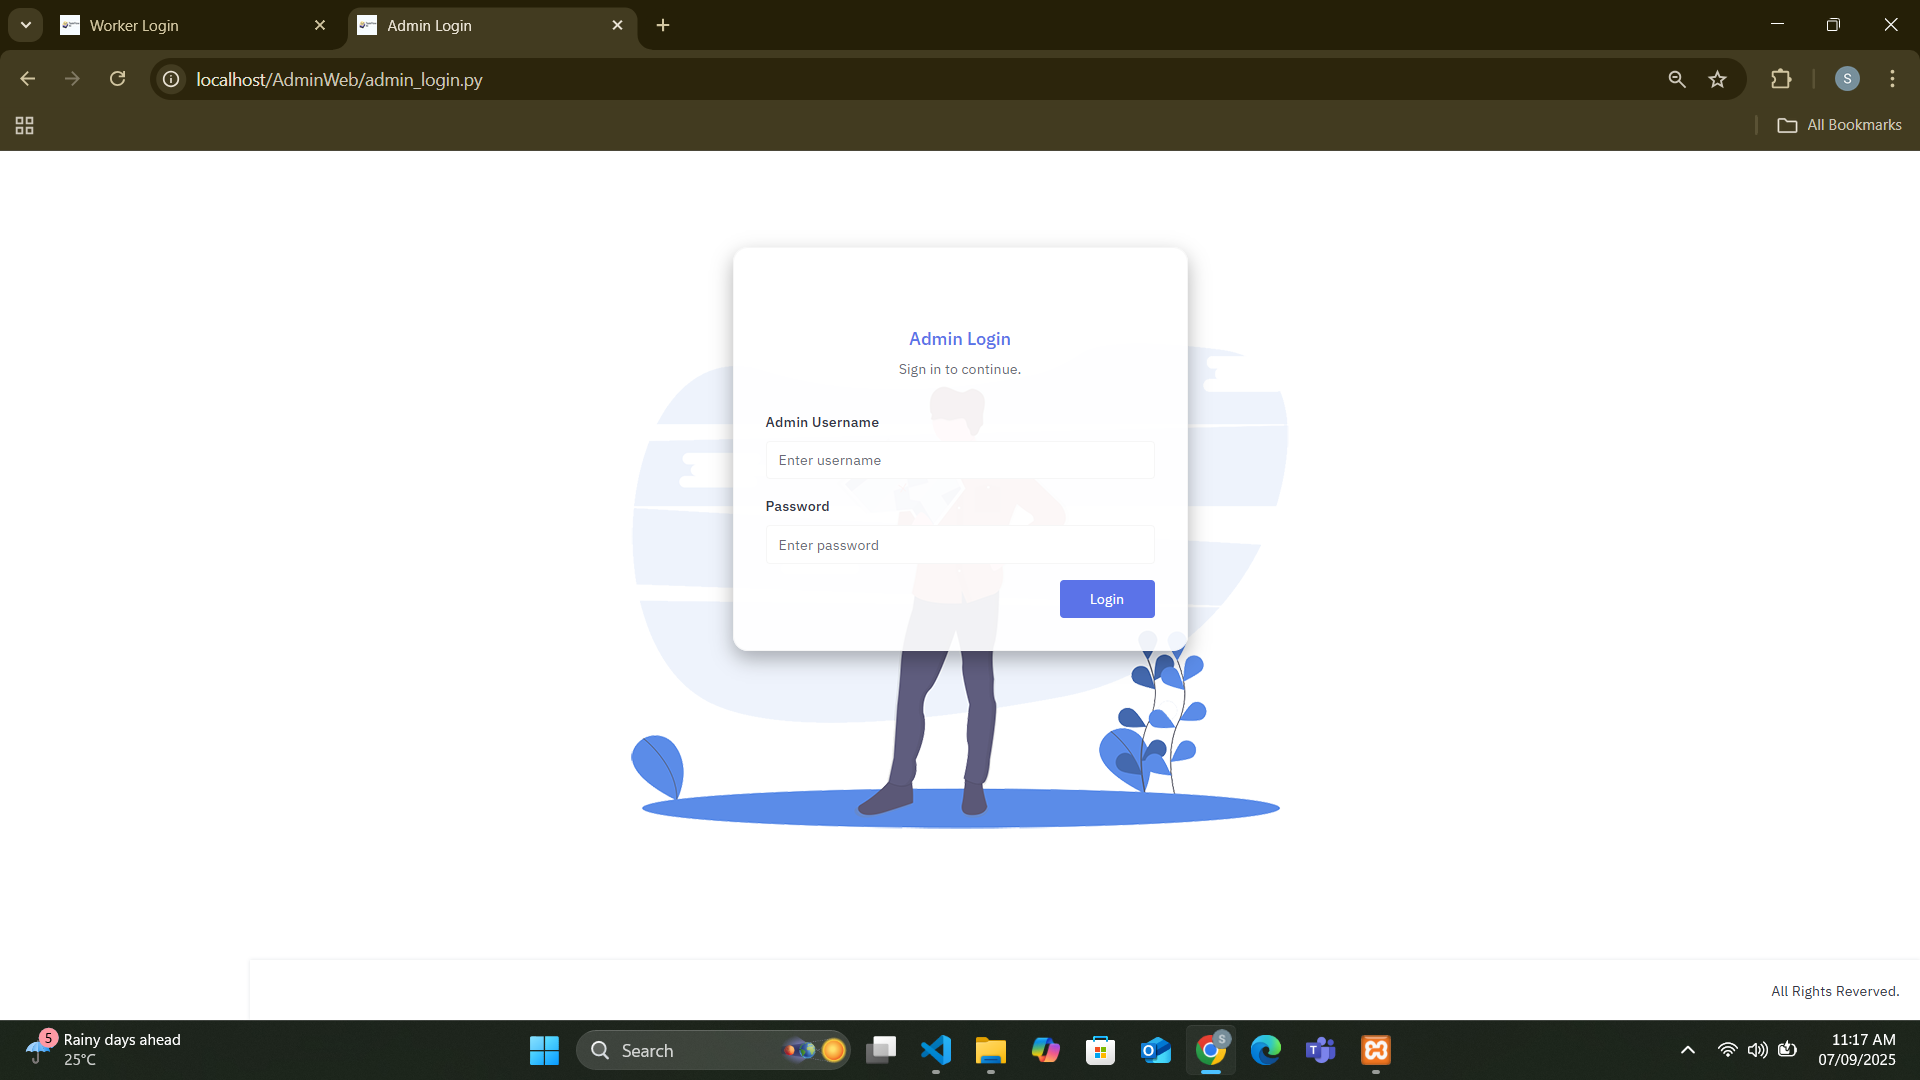 Worker Login
Admin Login
localhost/AdminWeb/admin_login.py
S
All Bookmarks
Admin Login
Sign in to continue.
Admin Username
Enter username
Password
Enter password
Login
All Rights Reverved.
5
Rainy days ahead
25°C
Search
S
11:17 AM
07/09/2025